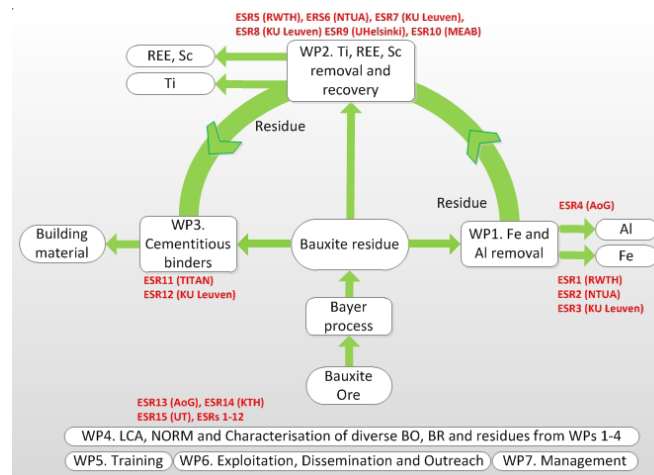 ESR5 (RWTH), ERS6 (NTUA), ESR7 (KU Leuven),
ESR8 (KU Leuven) ESR9 (UHelsinki), ESR10 (MEAB)
WP2. Ti, REE, Sc
removal and
recovery
REE, Sc
Ti
Residue
Residue
ESR4 (AoG)
Building
material
WP3.
Cementitious
binders
Bauxite residue
WP1. Fe and
Al removal
Al
Fe
ESR11 (TITAN)
ESR12 (KU Leuven)
ESR1 (RWTH)
ESR2 (NTUA)
ESR3 (KU Leuven)
Bayer
process
Bauxite
Ore
ESR13 (AoG), ESR14 (KTH)
ESR15 (UT), ESRs 1-12
WP4. LCA, NORM and Characterisation of diverse BO, BR and residues from WPs 1-4
WP5. Training
WP6. Exploitation, Dissemination and Outreach
WP7. Management